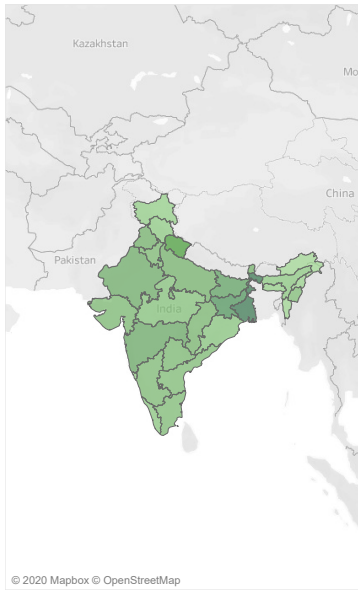 Kazakhstan
Mo
China
Pakistan
India
© 2020 Mapbox © OpenStreetMap